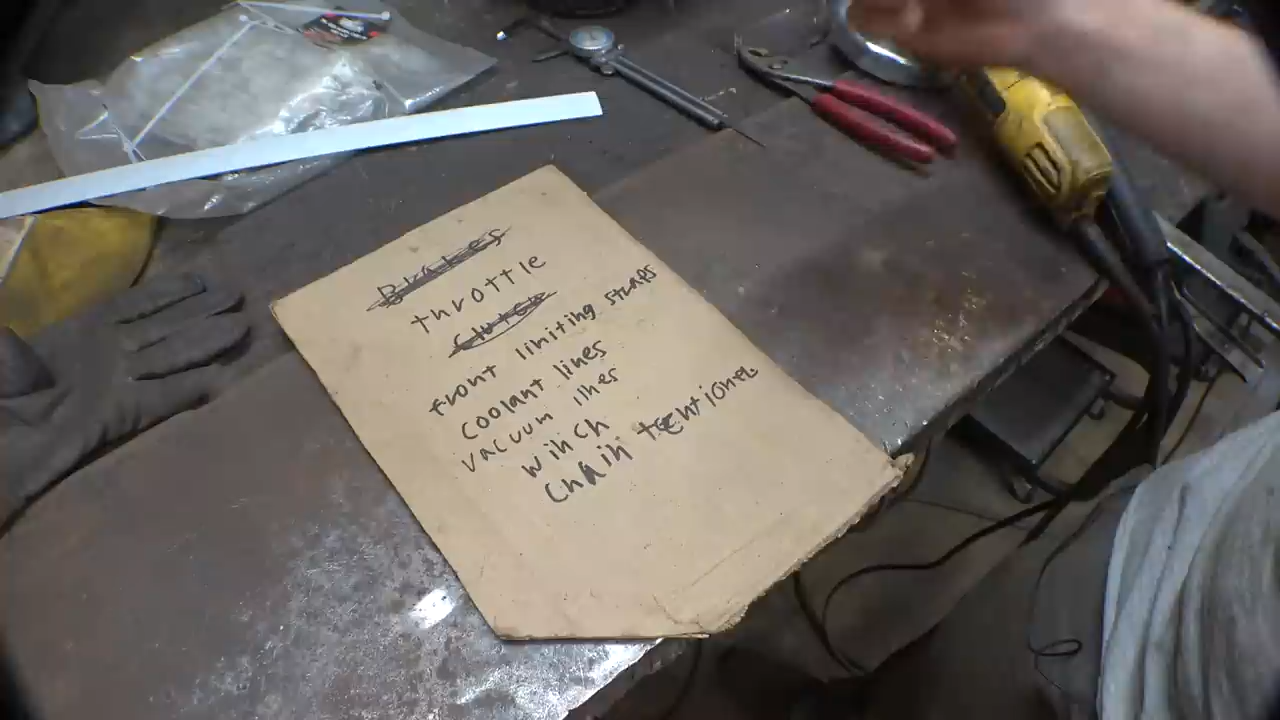 Brakes
throttle
Clutch
front limiting straps
coolant lines
vacuum lines
winch
Chain tentioner